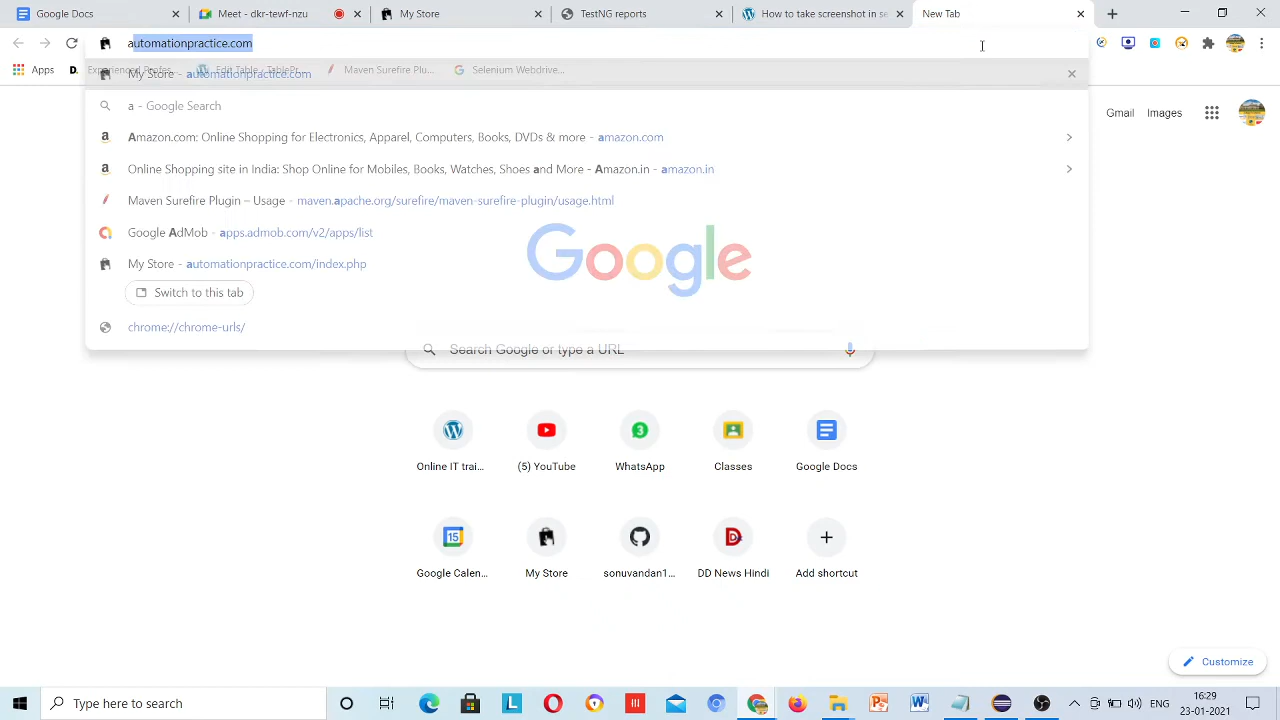 Google Docs
Meet - dkr-tewf-nzu
My Store
TestNG reports
How to take screenshot in se
New Tab
automationpractice.com
Apps
D. Experienced Profes
Edit Table ‹ TablePr
Maven Surefire Plu...
Selenium Webdrive...
My Store - automationpractice.com
a - Google Search
Amazon.com: Online Shopping for Electronics, Apparel, Computers, Books, DVDs & more - amazon.com
Online Shopping site in India: Shop Online for Mobiles, Books, Watches, Shoes and More - Amazon.in - amazon.in
Maven Surefire Plugin – Usage - maven.apache.org/surefire/maven-surefire-plugin/usage.html
Google AdMob - apps.admob.com/v2/apps/list
My Store - automationpractice.com/index.php
Switch to this tab
chrome://chrome-urls/
Gmail
Images
Google
Search Google or type a URL
Online IT trai...
(5) YouTube
3
WhatsApp
Classes
Google Docs
15
Google Calen...
My Store
sonuvandan1...
DD News Hindi
Add shortcut
Customize
Type here to search
ENG
16:29
23-01-2021